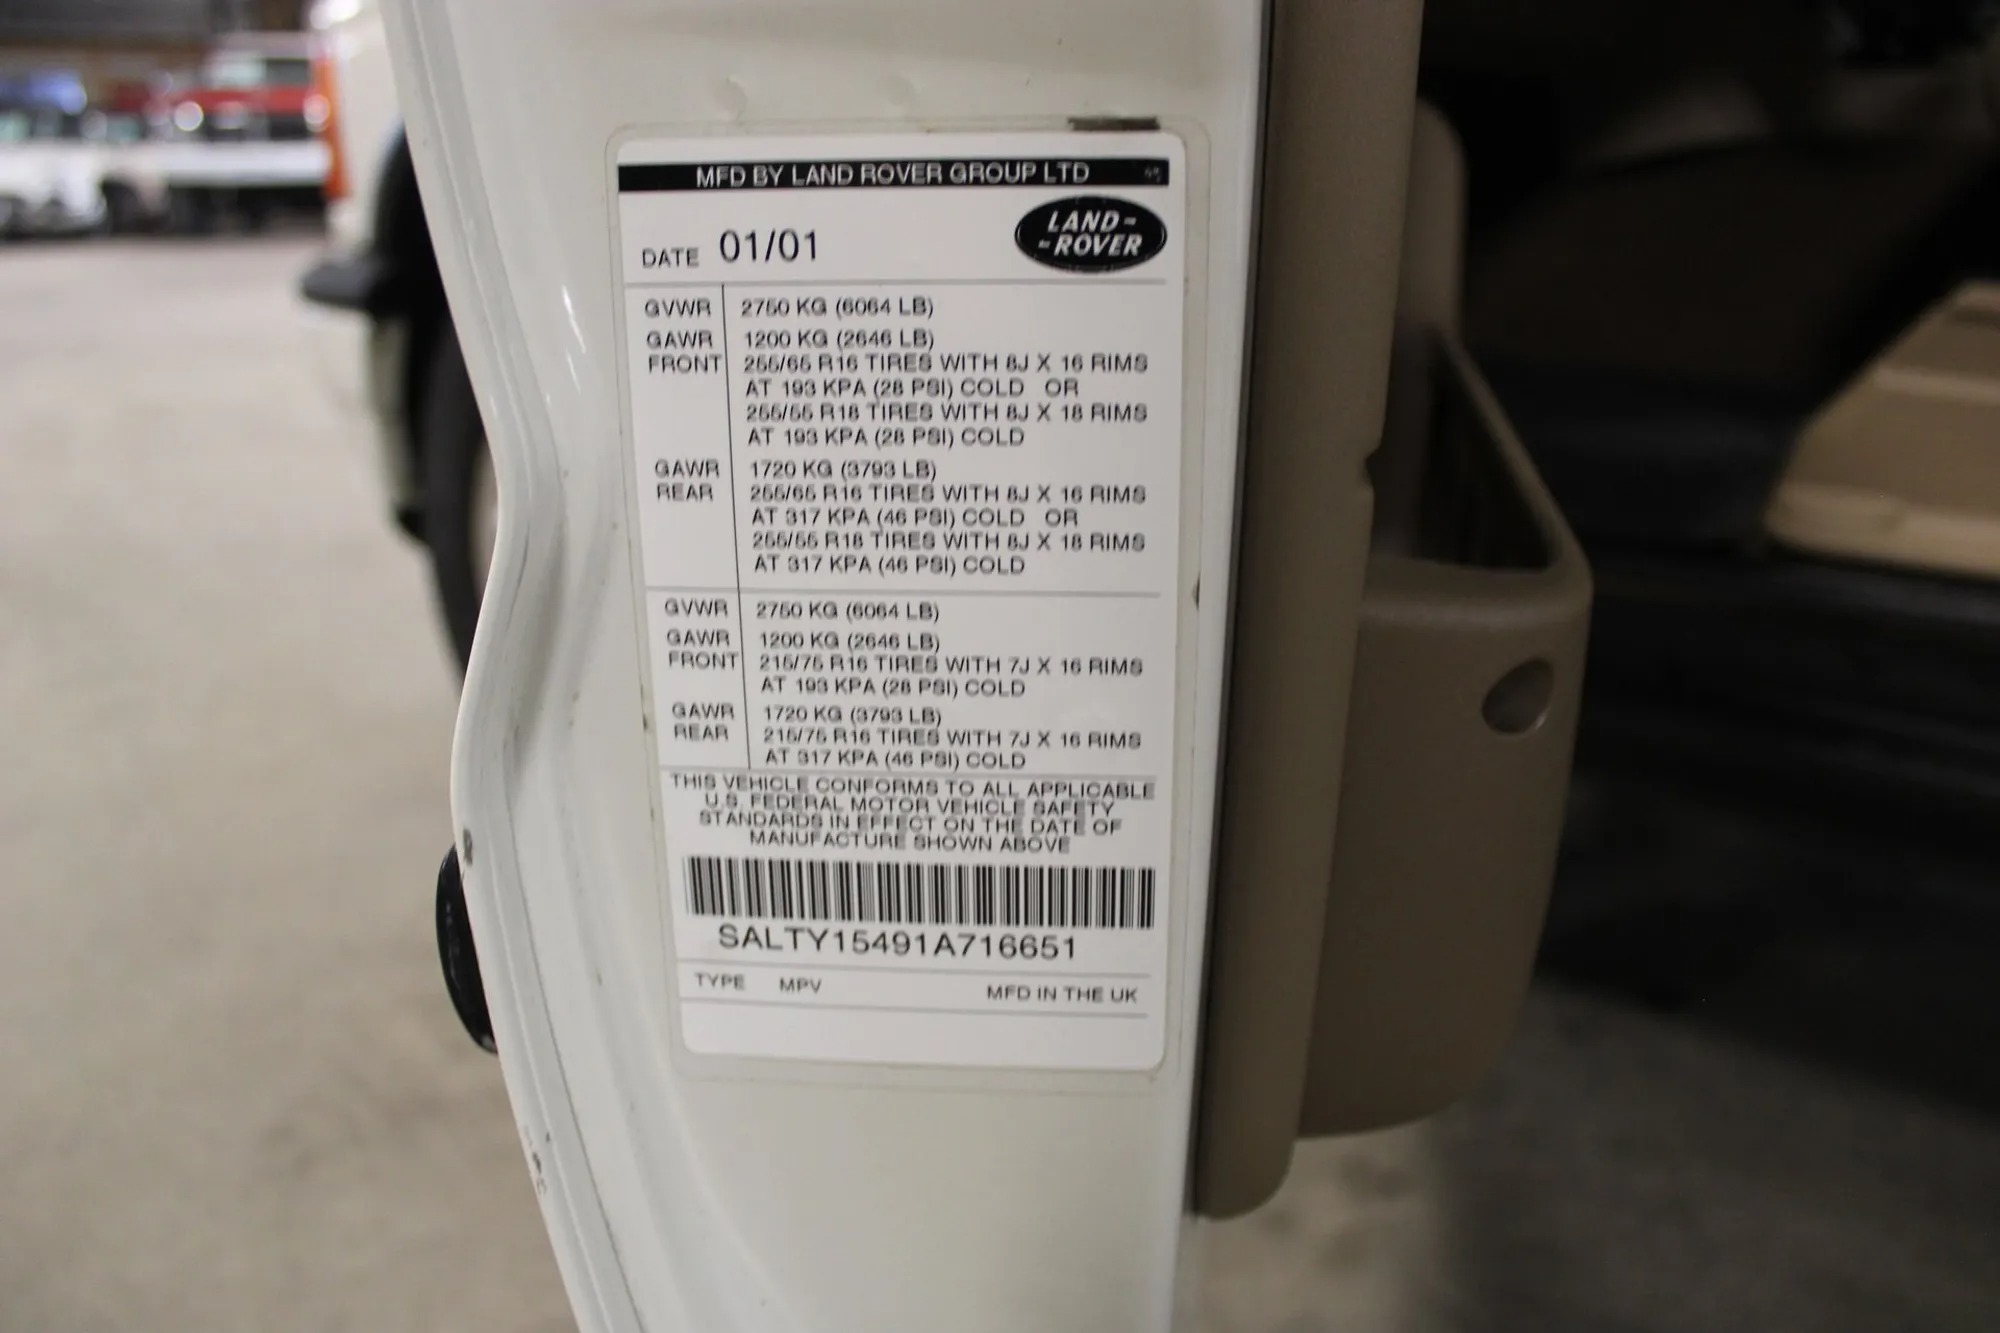 MFD BY LAND ROVER GROUP LTD
LAND-
-ROVER
DATE 01/01
GVWR 2750 KG (6064 LB)
GAWR 1200 KG (2646 LB)
FRONT 255/65 R16 TIRES WITH 8J X 16 RIMS
AT 193 KPA (28 PSI) COLD OR
255/55 R18 TIRES WITH 8J X 18 RIMS
AT 193 KPA (28 PSI) COLD
GAWR 1720 KG (3793 LB)
REAR 255/65 R16 TIRES WITH 8J X 16 RIMS
AT 317 KPA (46 PSI) COLD OR
255/55 R18 TIRES WITH 8J X 18 RIMS
AT 317 KPA (46 PSI) COLD
GVWR 2750 KG (6064 LB)
GAWR 1200 KG (2646 LB)
FRONT 215/75 R16 TIRES WITH 7J X 16 RIMS
AT 193 KPA (28 PSI) COLD
GAWR 1720 KG (3793 LB)
REAR 215/75 R16 TIRES WITH 7J X 16 RIMS
AT 317 KPA (46 PSI) COLD
THIS VEHICLE CONFORMS TO ALL APPLICABLE
U.S. FEDERAL MOTOR VEHICLE SAFETY
STANDARDS IN EFFECT ON THE DATE OF
MANUFACTURE SHOWN ABOVE
SALTY15491A716651
TYPE MPV MFD IN THE UK